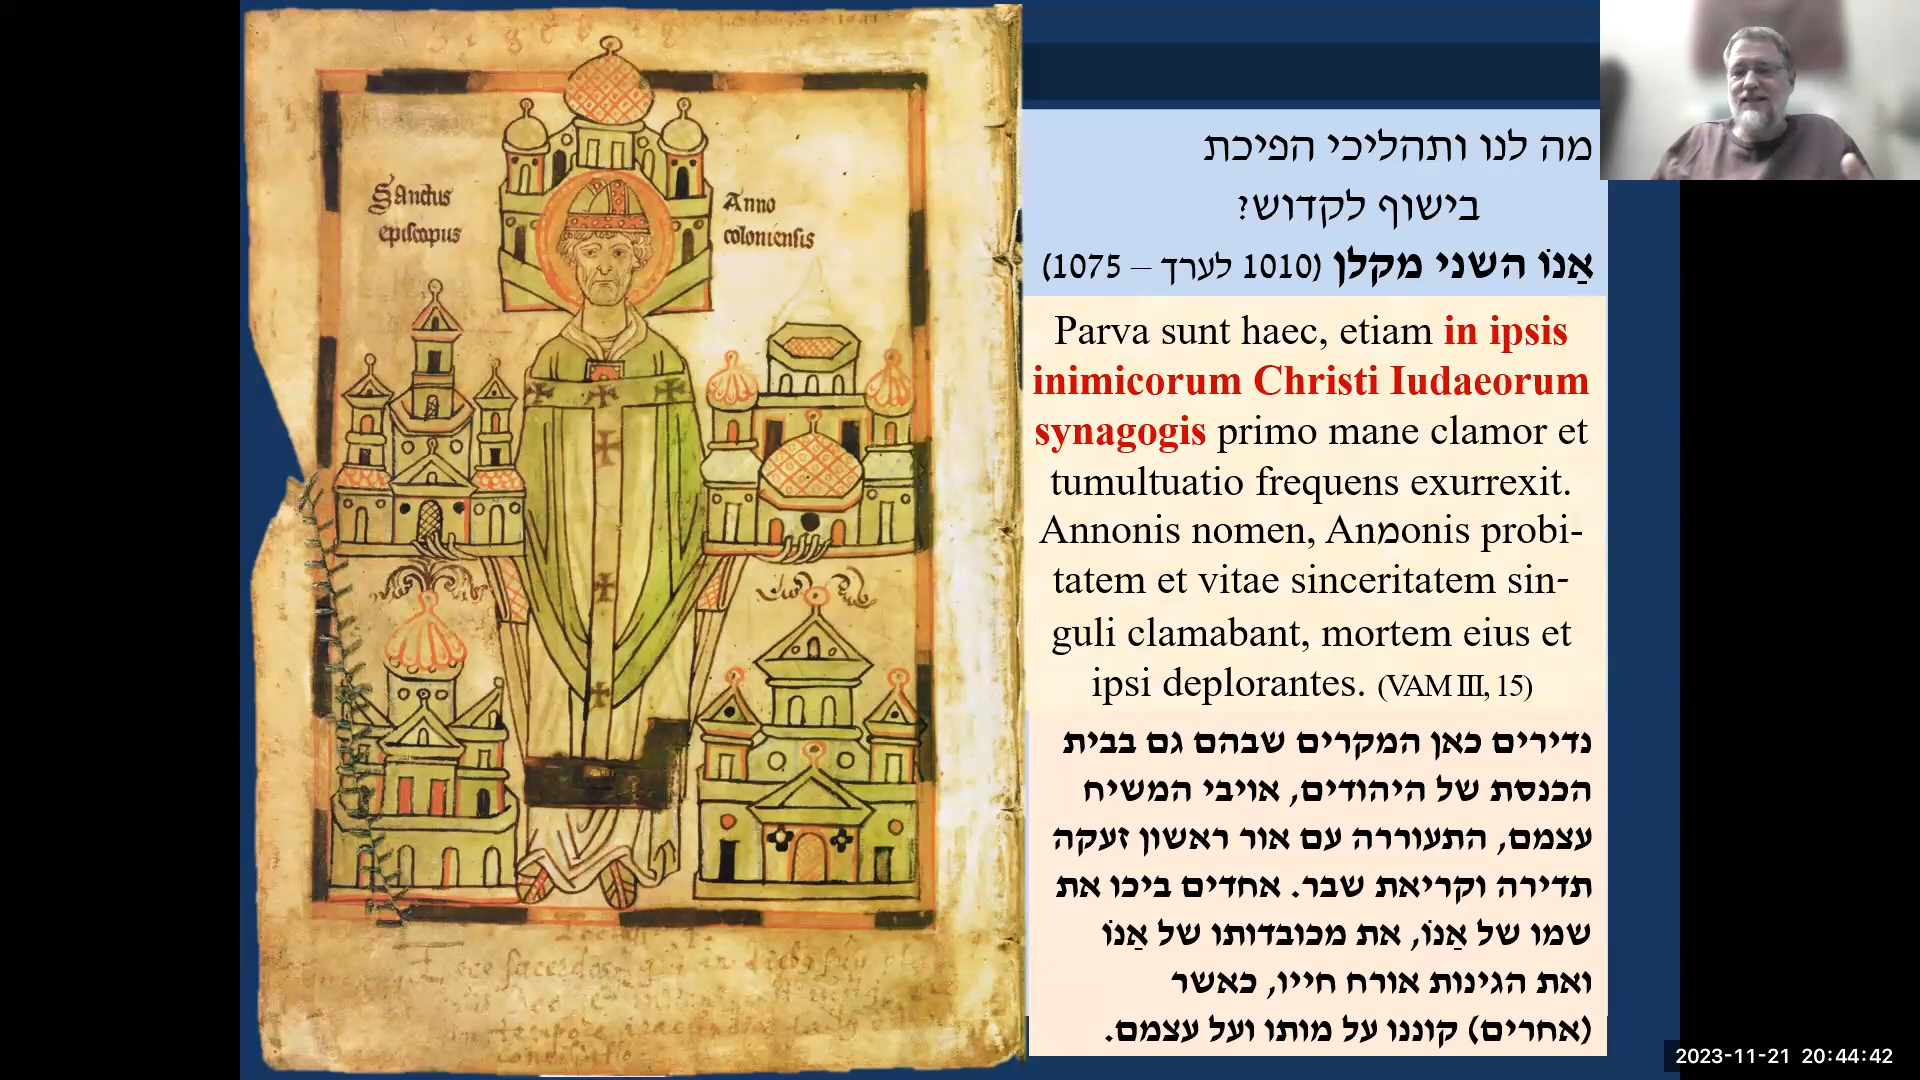 Sanctus
episcopus
Anno
coloniensis
מה לנו ותהליכי הפיכת
בישוף לקדוש?
אַנוֹ השני מקלן (1010 לערך – 1075)
Parva sunt haec, etiam in ipsis
inimicorum Christi Iudaeorum
synagogis primo mane clamor et
tumultuatio frequens exurrexit.
Annonis nomen, Anמonis probi-
tatem et vitae sinceritatem sin-
guli clamabant, mortem eius et
ipsi deplorantes. (VAM III, 15)
נדירים כאן המקרים שבהם גם בבית
הכנסת של היהודים, אויבי המשיח
עצמם, התעוררה עם אור ראשון זעקה
תדירה וקריאת שבר. אחדים ביכו את
שמו של אַנוֹ, את מכובדותו של אַנוֹ
ואת הגינות אורח חייו, כאשר
(אחרים) קוננו על מותו ועל עצמם.
2023-11-21 20:44:42